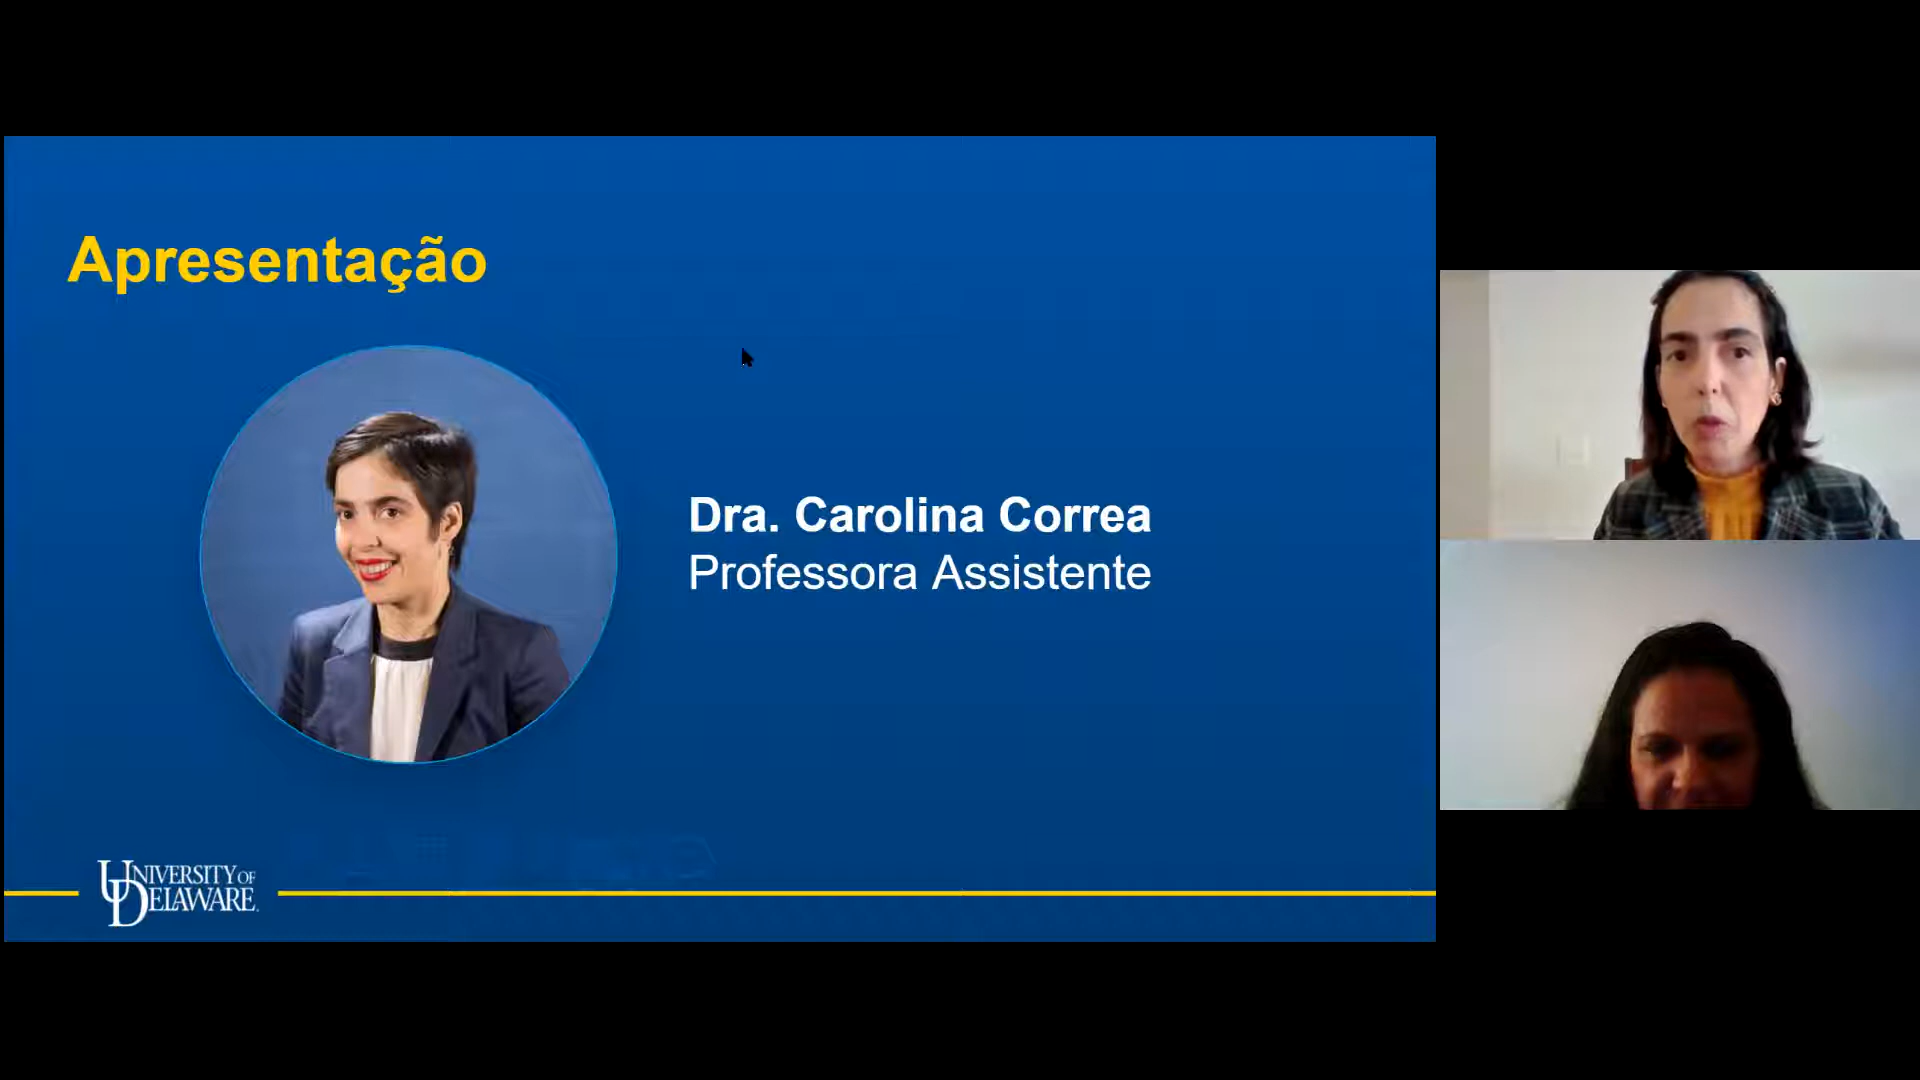 Apresentação
Dra. Carolina Correa
Professora Assistente
UNIVERSITY OF
DELAWARE.